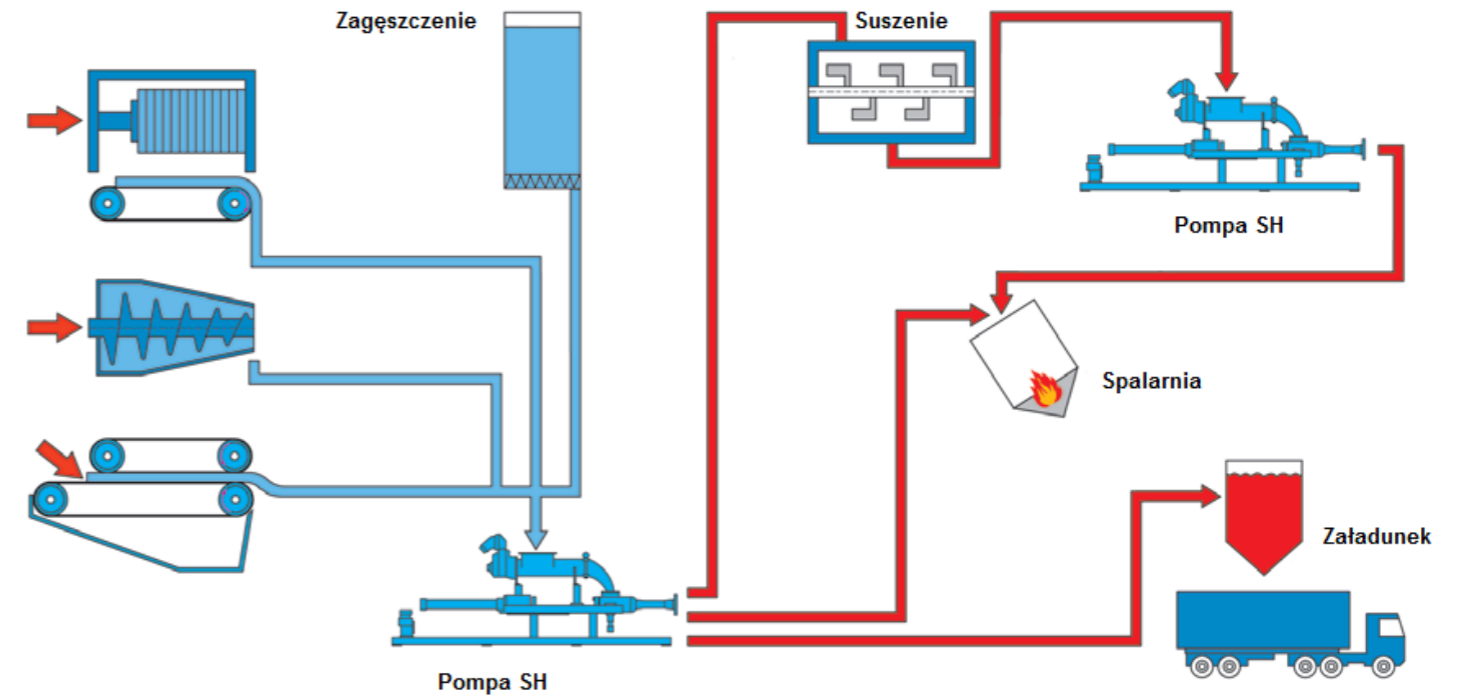 Zagęszczenie
Suszenie
Pompa SH
Spalarnia
Załadunek
Pompa SH